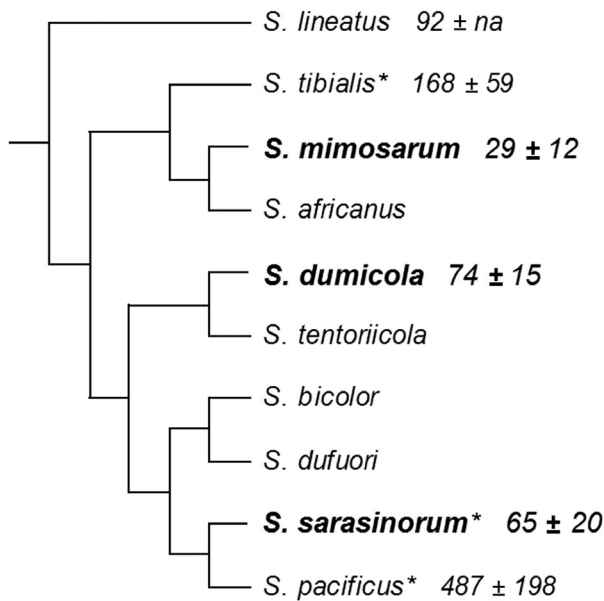 S. lineatus 92 ± na
S. tibialis* 168 ± 59
S. mimosarum 29 ± 12
S. africanus
S. dumicola 74 ± 15
S. tentoriicola
S. bicolor
S. dufuori
S. sarasinorum* 65 ± 20
S. pacificus* 487 ± 198